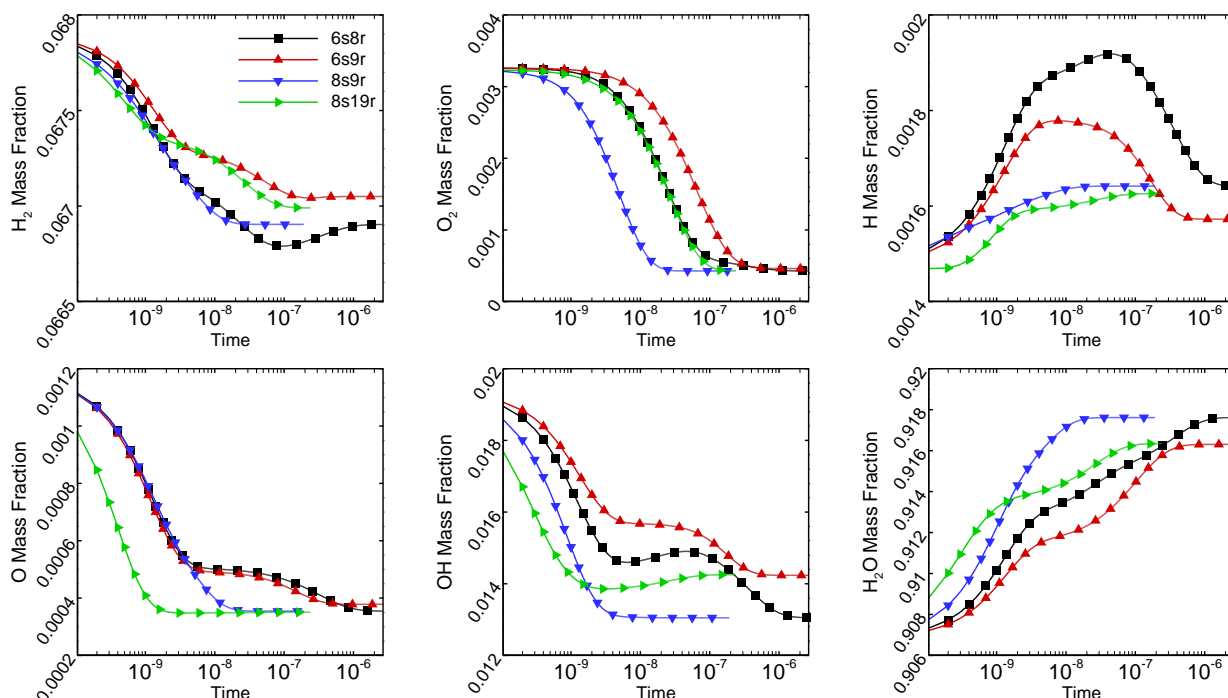 H2 Mass Fraction
0.068
0.0675
0.067
0.0665
10-9 10-8 10-7 10-6
Time
6s8r
6s9r
8s9r
8s19r
O2 Mass Fraction
0.004
0.003
0.002
0.001
0
10-9 10-8 10-7 10-6
Time
H Mass Fraction
0.002
0.0018
0.0016
0.0014
10-9 10-8 10-7 10-6
Time
O Mass Fraction
0.0012
0.001
0.0008
0.0006
0.0004
0.0002
10-9 10-8 10-7 10-6
Time
OH Mass Fraction
0.02
0.018
0.016
0.014
0.012
10-9 10-8 10-7 10-6
Time
H2O Mass Fraction
0.92
0.918
0.916
0.914
0.912
0.91
0.908
0.906
10-9 10-8 10-7 10-6
Time